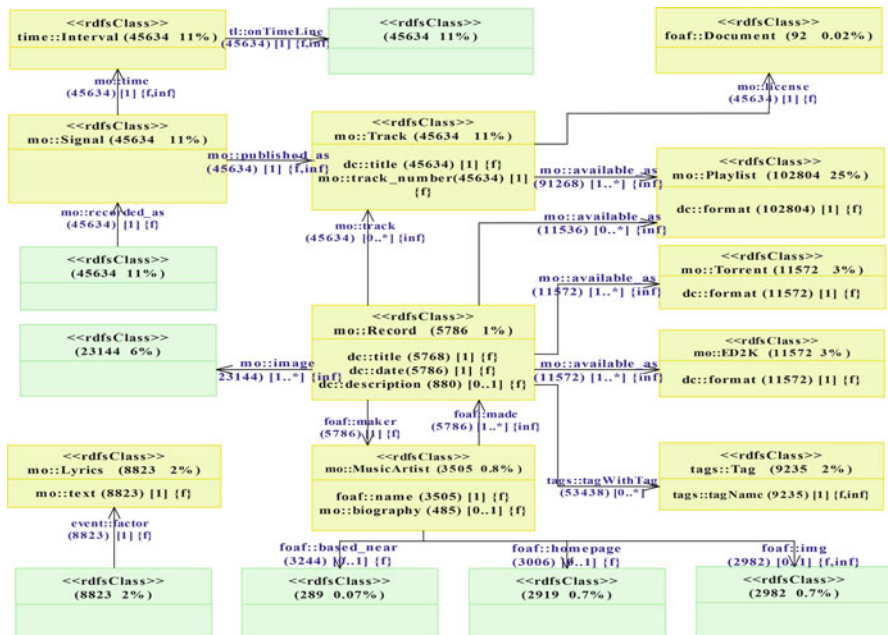 <<rdfsClass>>
time::Interval (45634 11%)
tl::onTimeLine
(45634) [1] {f,inf}
<<rdfsClass>>
(45634 11%)
<<rdfsClass>>
foaf::Document (92 0.02%)
mo::time
(45634) [1] {f,inf}
mo::license
(45634) [1] {f}
<<rdfsClass>>
mo::Signal (45634 11%)
mo::published_as
(45634) [1] {f,inf}
<<rdfsClass>>
mo::Track (45634 11%)
dc::title (45634) [1] {f}
mo::track_number(45634) [1]
{f}
mo::available_as
(91268) [1..*] {inf}
<<rdfsClass>>
mo::Playlist (102804 25%)
dc::format (102804) [1] {f}
mo::recorded_as
(45634) [1] {f}
mo::track
(45634) [0..*] {inf}
mo::available_as
(11536) [0..*] {inf}
<<rdfsClass>>
(45634 11%)
mo::available_as
(11572) [1..*] {inf}
<<rdfsClass>>
mo::Torrent (11572 3%)
dc::format (11572) [1] {f}
<<rdfsClass>>
(23144 6%)
mo::image
23144) [1..*] {inf}
<<rdfsClass>>
mo::Record (5786 1%)
dc::title (5768) [1] {f}
dc::date(5786) [1] {f}
dc::description (880) [0..1] {f}
mo::available_as
(11572) [1..*] {inf}
<<rdfsClass>>
mo::ED2K (11572 3%)
dc::format (11572) [1] {f}
foaf::maker
(5786) [1] {f}
foaf::made
(5786) [1..*] {inf}
<<rdfsClass>>
mo::Lyrics (8823 2%)
mo::text (8823) [1] {f}
<<rdfsClass>>
mo::MusicArtist (3505 0.8%)
foaf::name (3505) [1] {f}
mo::biography (485) [0..1] {f}
tags::tagWithTag
(53438) [0..*]
<<rdfsClass>>
tags::Tag (9235 2%)
tags::tagName (9235) [1] {f,inf}
event::factor
(8823) [1] {f}
foaf::based_near
(3244) [0..1] {f}
foaf::homepage
(3006) [0..1] {f}
foaf::img
(2982) [0..1] {f,inf}
<<rdfsClass>>
(8823 2%)
<<rdfsClass>>
(289 0.07%)
<<rdfsClass>>
(2919 0.7%)
<<rdfsClass>>
(2982 0.7%)